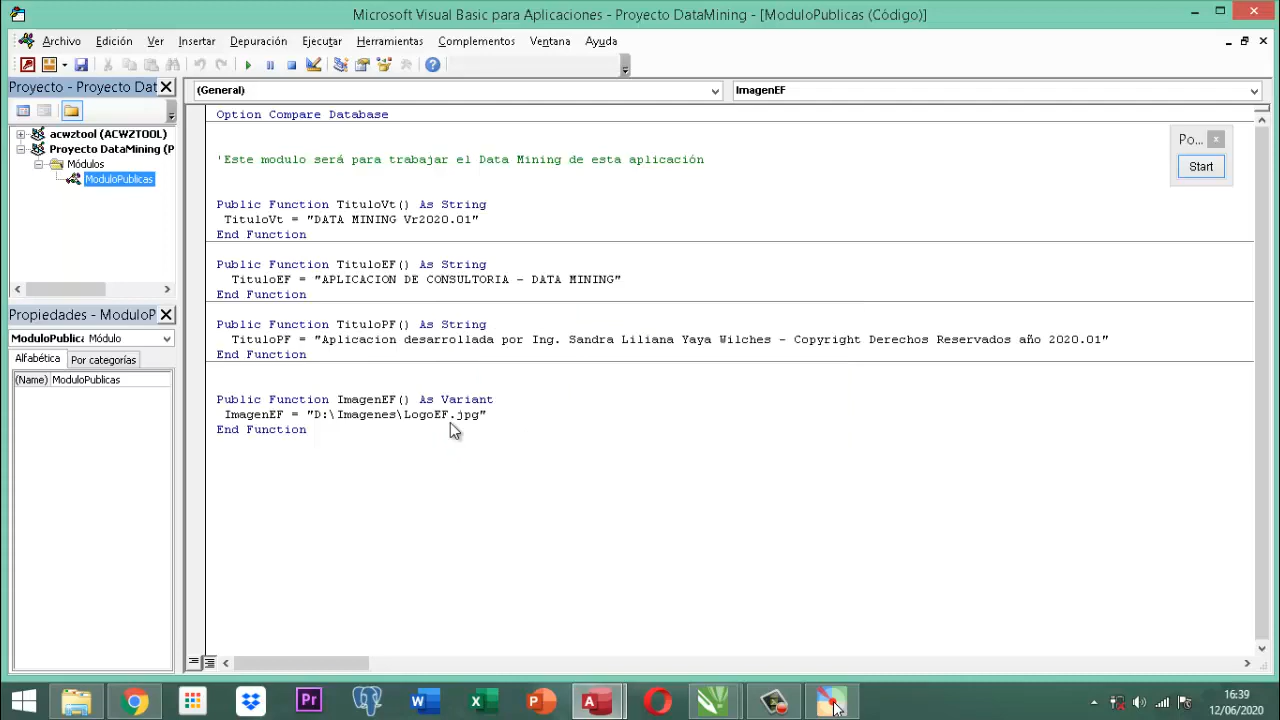 Microsoft Visual Basic para Aplicaciones - Proyecto DataMining - [ModuloPublicas (Código)]
Archivo Edición Ver Insertar Depuración Ejecutar Herramientas Complementos Ventana Ayuda
Proyecto - Proyecto Dat
(General)
ImagenEF
acwztool (ACWZTOOL)
Proyecto DataMining (P
Módulos
ModuloPublicas
Option Compare Database
'Este modulo será para trabajar el Data Mining de esta aplicación
Public Function TituloVt() As String
TituloVt = "DATA MINING Vr2020.01"
End Function
Public Function TituloEF() As String
TituloEF = "APLICACION DE CONSULTORIA - DATA MINING"
End Function
Public Function TituloPF() As String
TituloPF = "Aplicacion desarrollada por Ing. Sandra Liliana Yaya Wilches - Copyright Derechos Reservados año 2020.01"
End Function
Public Function ImagenEF() As Variant
ImagenEF = "D:\Imagenes\LogoEF.jpg"
End Function
Po...
Start
Propiedades - ModuloP
ModuloPublica Módulo
Alfabética Por categorías
(Name) ModuloPublicas
Pr
16:39
12/06/2020